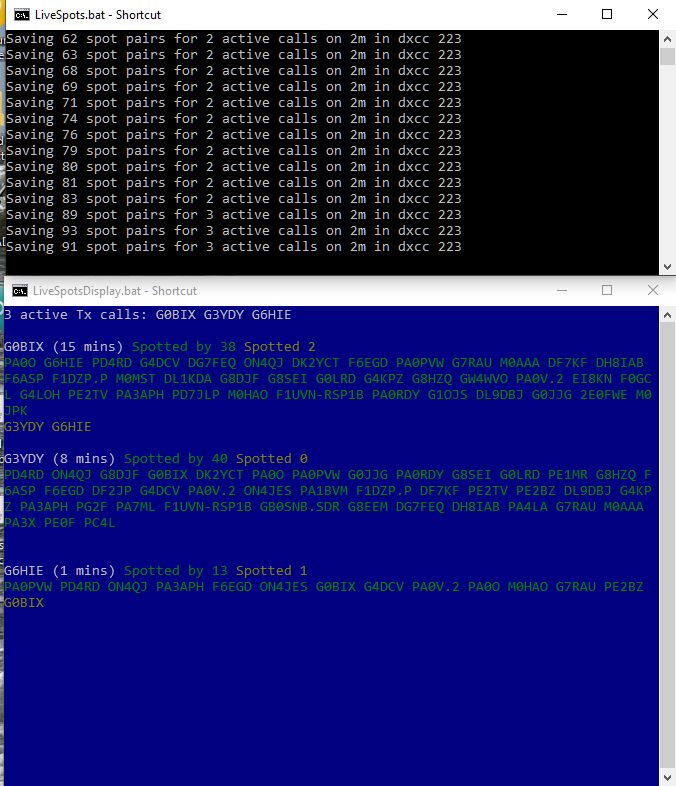 LiveSpots.bat - Shortcut
Saving 62 spot pairs for 2 active calls on 2m in dxcc 223
Saving 63 spot pairs for 2 active calls on 2m in dxcc 223
Saving 68 spot pairs for 2 active calls on 2m in dxcc 223
Saving 69 spot pairs for 2 active calls on 2m in dxcc 223
Saving 71 spot pairs for 2 active calls on 2m in dxcc 223
Saving 74 spot pairs for 2 active calls on 2m in dxcc 223
Saving 76 spot pairs for 2 active calls on 2m in dxcc 223
Saving 79 spot pairs for 2 active calls on 2m in dxcc 223
Saving 80 spot pairs for 2 active calls on 2m in dxcc 223
Saving 81 spot pairs for 2 active calls on 2m in dxcc 223
Saving 83 spot pairs for 2 active calls on 2m in dxcc 223
Saving 89 spot pairs for 3 active calls on 2m in dxcc 223
Saving 93 spot pairs for 3 active calls on 2m in dxcc 223
Saving 91 spot pairs for 3 active calls on 2m in dxcc 223
LiveSpotsDisplay.bat - Shortcut
3 active Tx calls: G0BIX G3YDY G6HIE
G0BIX (15 mins) Spotted by 38 Spotted 2
PA0O G6HIE PD4RD G4DCV DG7FEQ ON4QJ DK2YCT F6EGD PA0PVW G7RAU M0AAA DF7KF DH8IAB
F6ASP F1DZP.P M0MST DL1KDA G8DJF G8SEI G0LRD G4KPZ G8HZQ GW4WVO PA0V.2 EI8KN F0GC
L G4LOH PE2TV PA3APH PD7JLP M0HAO F1UVN-RSP1B PA0RDY G1OJS DL9DBJ G0JJG 2E0FWE M0
JPK
G3YDY G6HIE
G3YDY (8 mins) Spotted by 40 Spotted 0
PD4RD ON4QJ G8DJF G0BIX DK2YCT PA0O PA0PVW G0JJG PA0RDY G8SEI G0LRD PE1MR G8HZQ F
6ASP F6EGD DF2JP G4DCV PA0V.2 ON4JES PA1BVM F1DZP.P DF7KF PE2TV PE2BZ DL9DBJ G4KP
Z PA3APH PG2F PA7ML F1UVN-RSP1B GB0SNB.SDR G8EEM DG7FEQ DH8IAB PA4LA G7RAU M0AAA
PA3X PE0F PC4L
G6HIE (1 mins) Spotted by 13 Spotted 1
PA0PVW PD4RD ON4QJ PA3APH F6EGD ON4JES G0BIX G4DCV PA0V.2 PA0O M0HAO G7RAU PE2BZ
G0BIX